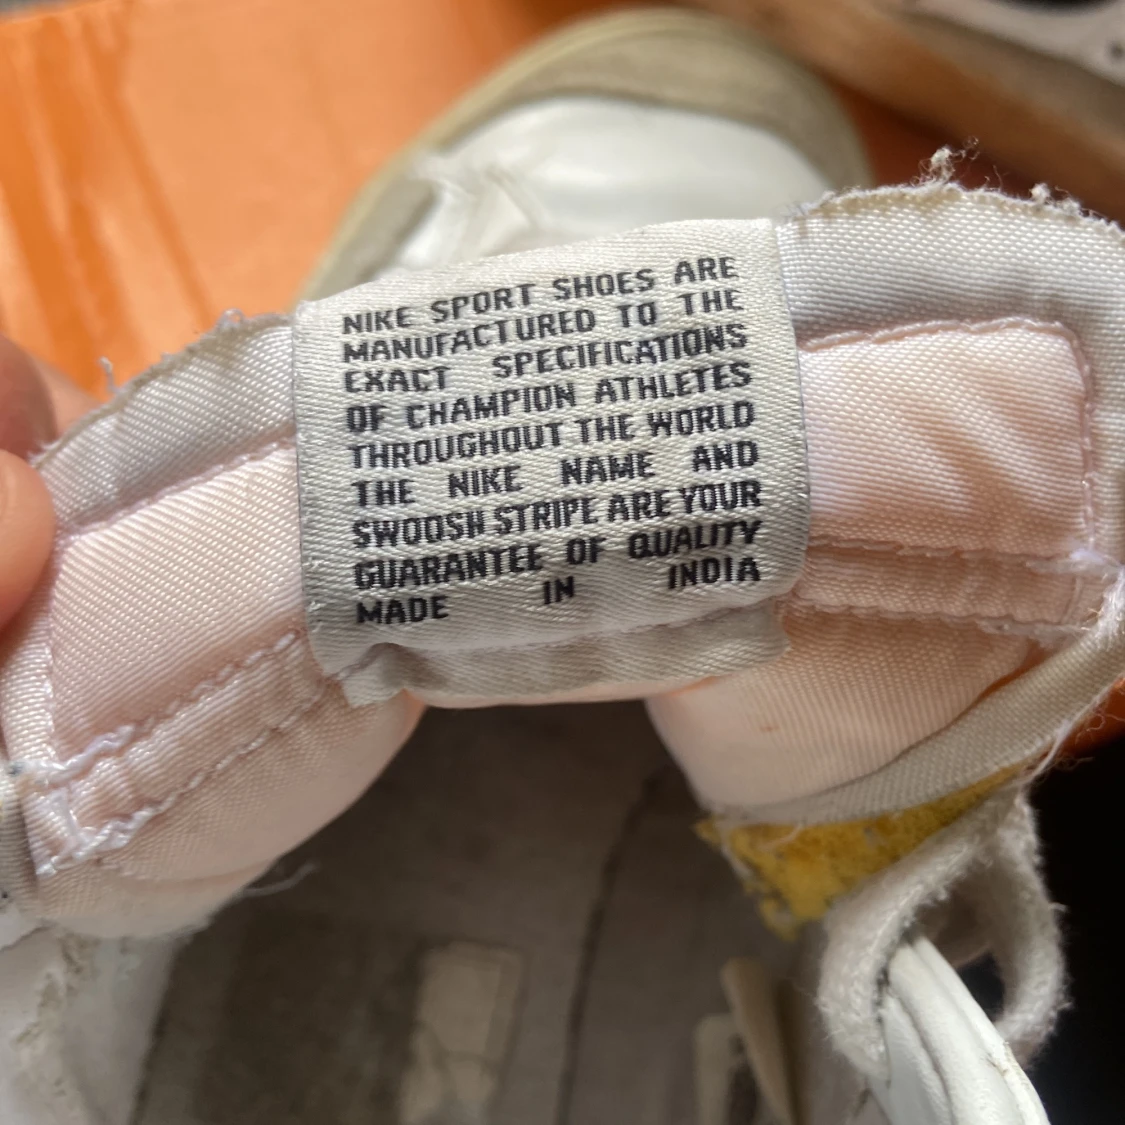 NIKE SPORT SHOES ARE
MANUFACTURED TO THE
EXACT SPECIFICATIONS
OF CHAMPION ATHLETES
THROUGHOUT THE WORLD
THE NIKE NAME AND
SWOOSH STRIPE ARE YOUR
GUARANTEE OF QUALITY
MADE IN INDIA